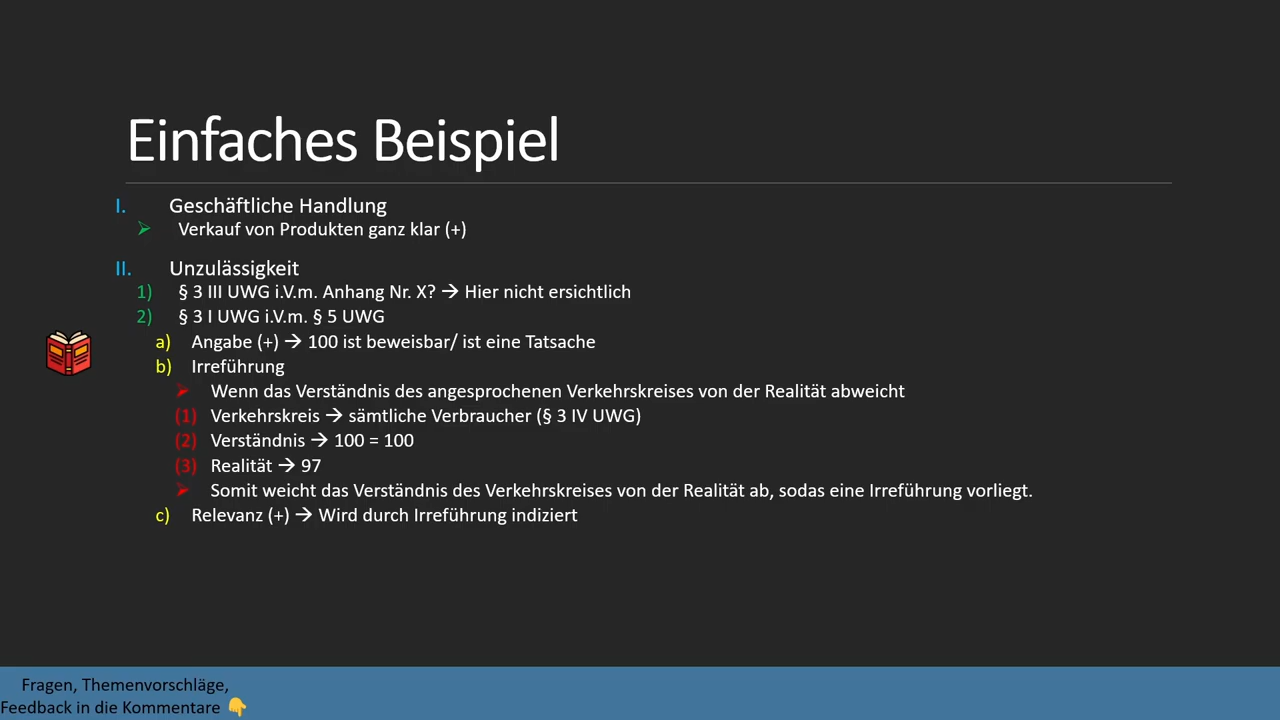 Einfaches Beispiel
I. Geschäftliche Handlung
➢ Verkauf von Produkten ganz klar (+)
II. Unzulässigkeit
1) § 3 III UWG i.V.m. Anhang Nr. X? → Hier nicht ersichtlich
2) § 3 I UWG i.V.m. § 5 UWG
a) Angabe (+) → 100 ist beweisbar/ ist eine Tatsache
b) Irreführung
➢ Wenn das Verständnis des angesprochenen Verkehrskreises von der Realität abweicht
(1) Verkehrskreis → sämtliche Verbraucher (§ 3 IV UWG)
(2) Verständnis → 100 = 100
(3) Realität → 97
➢ Somit weicht das Verständnis des Verkehrskreises von der Realität ab, sodas eine Irreführung vorliegt.
c) Relevanz (+) → Wird durch Irreführung indiziert
Fragen, Themenvorschläge,
Feedback in die Kommentare 👇